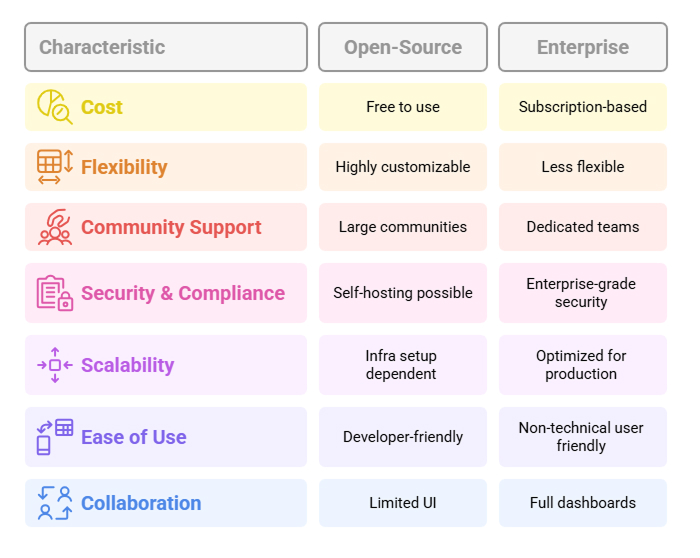 Characteristic
Open-Source
Enterprise
Cost
Free to use
Subscription-based
Flexibility
Highly customizable
Less flexible
Community Support
Large communities
Dedicated teams
Security & Compliance
Self-hosting possible
Enterprise-grade
security
Scalability
Infra setup
dependent
Optimized for
production
Ease of Use
Developer-friendly
Non-technical user
friendly
Collaboration
Limited UI
Full dashboards